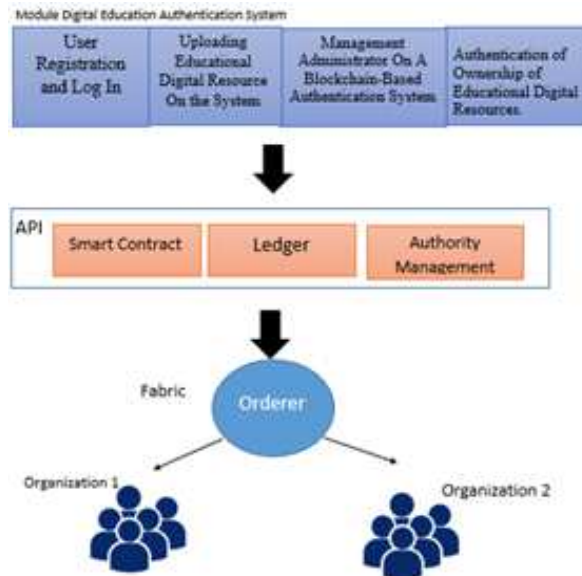 Module Digital Education Authentication System
User
Registration
and Log In
Uploading
Educational
Digital Resource
On the System
Management
Administrator On A
Blockchain-Based
Authentication System
Authentication of
Ownership of
Educational Digital
Resources.
API
Smart Contract
Ledger
Authority
Management
Fabric
Orderer
Organization 1
Organization 2